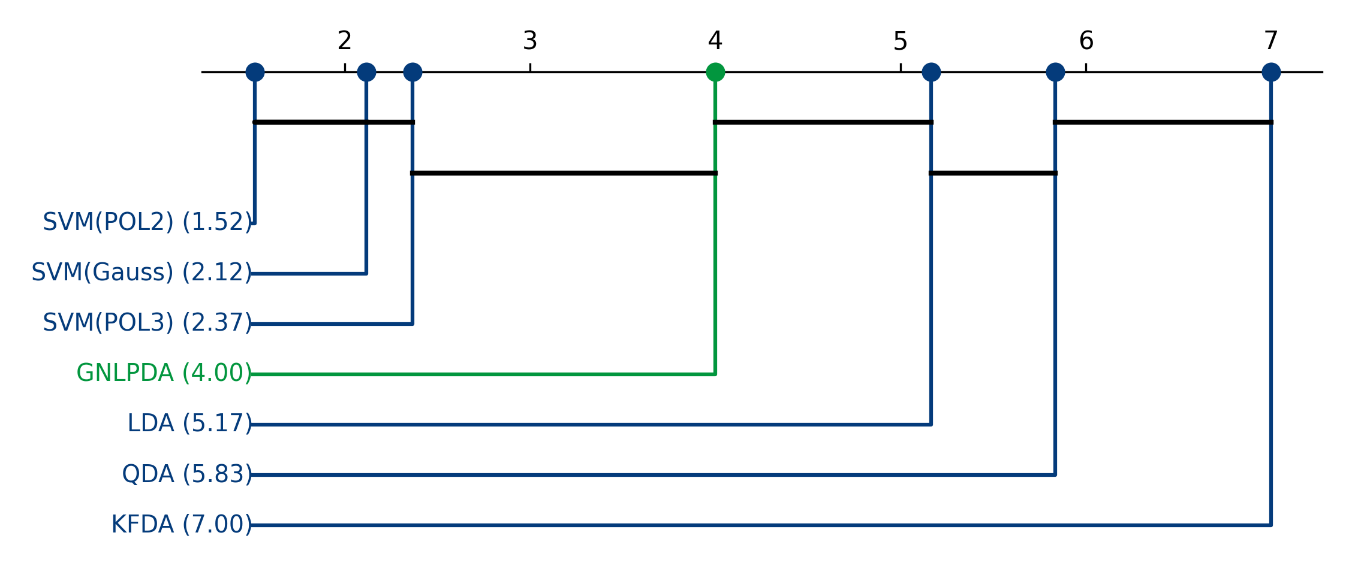 2 3 4 5 6 7
SVM(POL2) (1.52)
SVM(Gauss) (2.12)
SVM(POL3) (2.37)
GNLPDA (4.00)
LDA (5.17)
QDA (5.83)
KFDA (7.00)